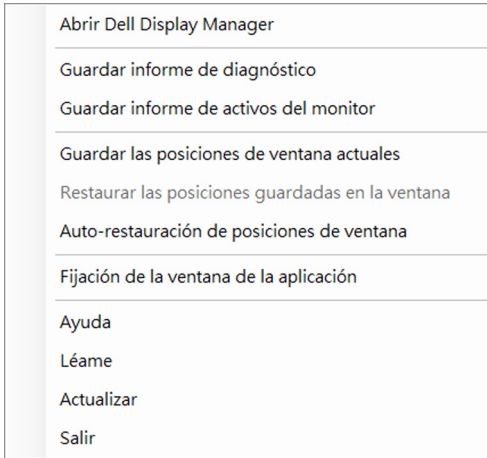 Abrir Dell Display Manager
Guardar informe de diagnóstico
Guardar informe de activos del monitor
Guardar las posiciones de ventana actuales
Restaurar las posiciones guardadas en la ventana
Auto-restauración de posiciones de ventana
Fijación de la ventana de la aplicación
Ayuda
Léame
Actualizar
Salir